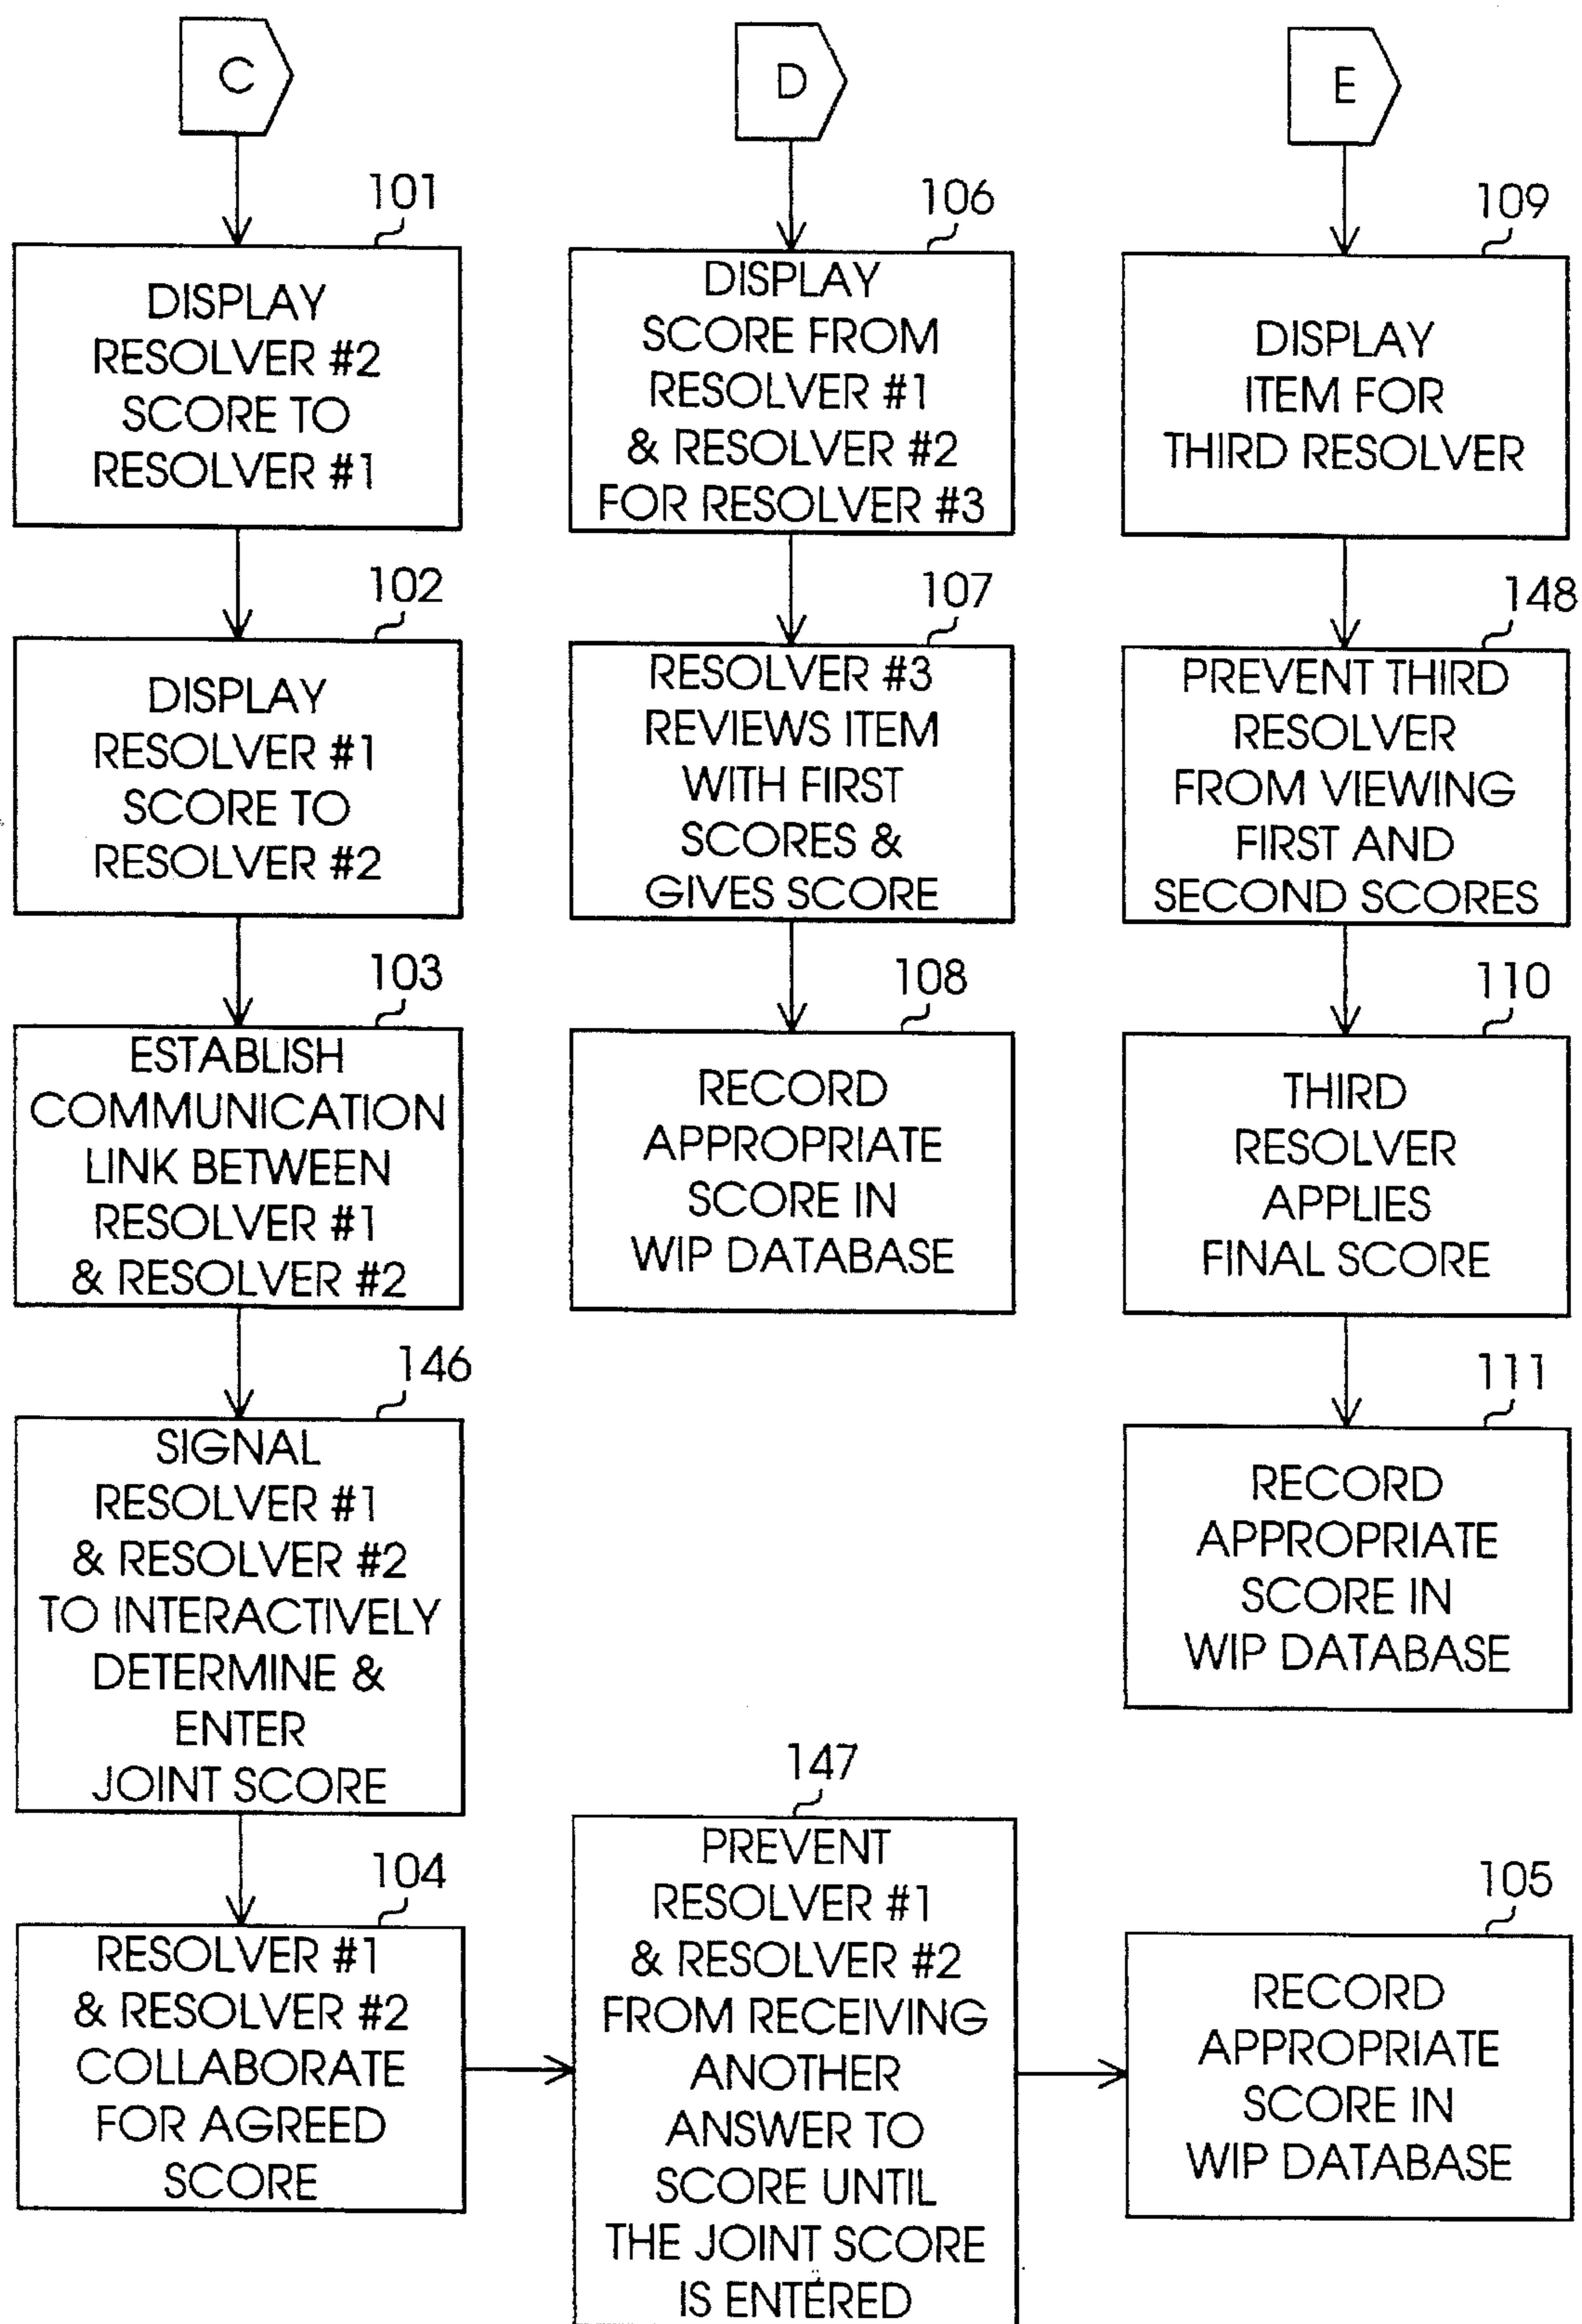 C
101
DISPLAY
RESOLVER #2
SCORE TO
RESOLVER #1
102
DISPLAY
RESOLVER #1
SCORE TO
RESOLVER #2
103
ESTABLISH
COMMUNICATION
LINK BETWEEN
RESOLVER #1
& RESOLVER #2
146
SIGNAL
RESOLVER #1
& RESOLVER #2
TO INTERACTIVELY
DETERMINE &
ENTER
JOINT SCORE
104
RESOLVER #1
& RESOLVER #2
COLLABORATE
FOR AGREED
SCORE
147
PREVENT
RESOLVER #1
& RESOLVER #2
FROM RECEIVING
ANOTHER
ANSWER TO
SCORE UNTIL
THE JOINT SCORE
IS ENTERED
105
RECORD
APPROPRIATE
SCORE IN
WIP DATABASE
D
106
DISPLAY
SCORE FROM
RESOLVER #1
& RESOLVER #2
FOR RESOLVER #3
107
RESOLVER #3
REVIEWS ITEM
WITH FIRST
SCORES &
GIVES SCORE
108
RECORD
APPROPRIATE
SCORE IN
WIP DATABASE
E
109
DISPLAY
ITEM FOR
THIRD RESOLVER
148
PREVENT THIRD
RESOLVER
FROM VIEWING
FIRST AND
SECOND SCORES
110
THIRD
RESOLVER
APPLIES
FINAL SCORE
111
RECORD
APPROPRIATE
SCORE IN
WIP DATABASE